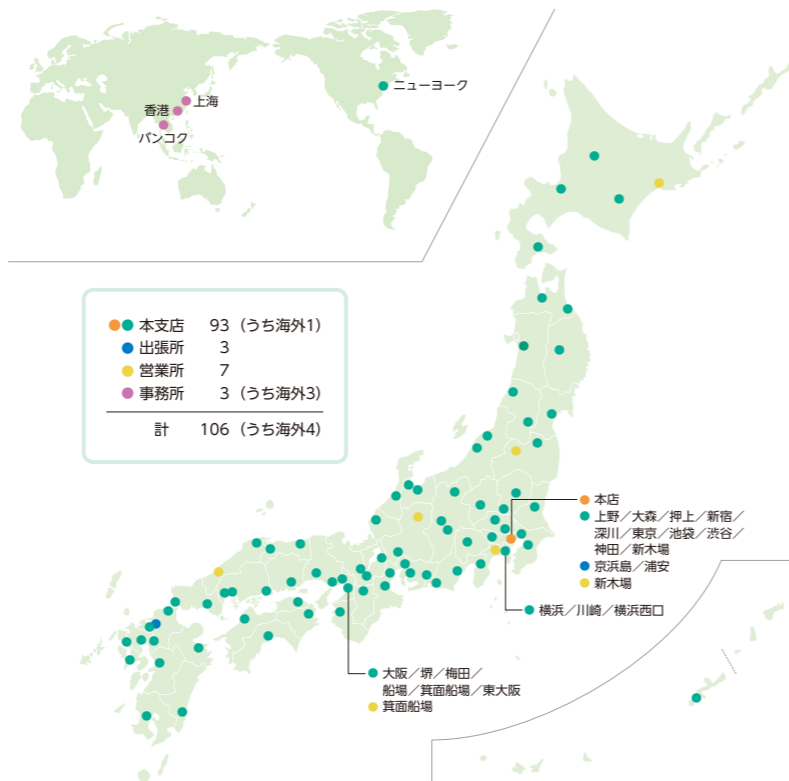 ニューヨーク
上海
香港
バンコク
本支店 93（うち海外1）
出張所 3
営業所 7
事務所 3（うち海外3）
計 106（うち海外4）
本店
上野／大森／押上／新宿／
深川／東京／池袋／渋谷／
神田／新木場
京浜島／浦安
新木場
横浜／川崎／横浜西口
大阪／堺／梅田／
船場／箕面船場／東大阪
箕面船場